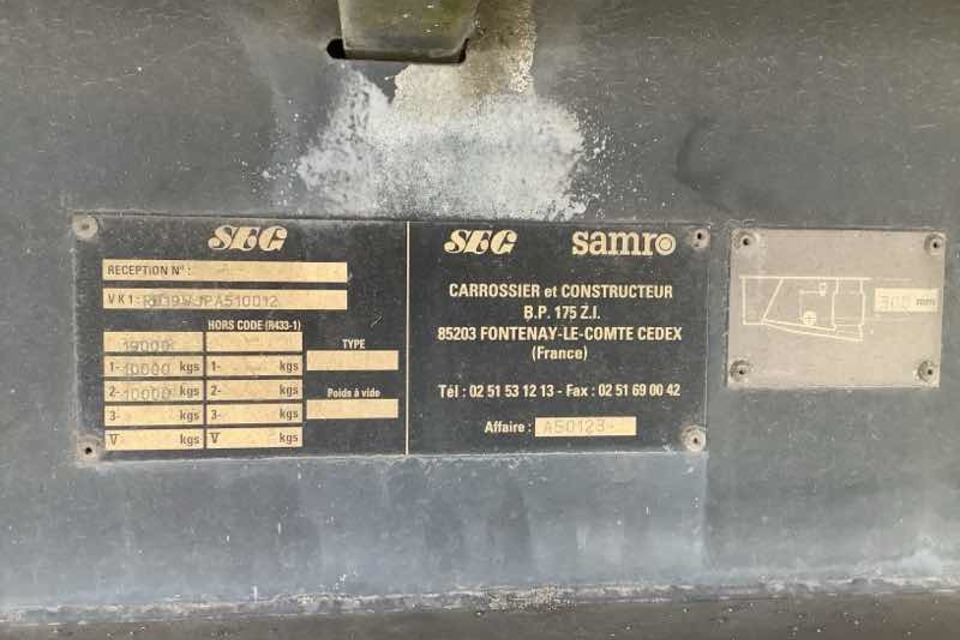 SEG
RECEPTION N° :
VK1:
HORS CODE (R433-1)
19000
TYPE
1- 10000 kgs 1- kgs
2- 10000 kgs 2- kgs
Poids à vide
3- kgs 3- kgs
V kgs V kgs
SEG samro
CARROSSIER et CONSTRUCTEUR
B.P. 175 Z.I.
85203 FONTENAY-LE-COMTE CEDEX
(France)
Tél : 02 51 53 12 13 - Fax : 02 51 69 00 42
Affaire : A50123-
300 mm